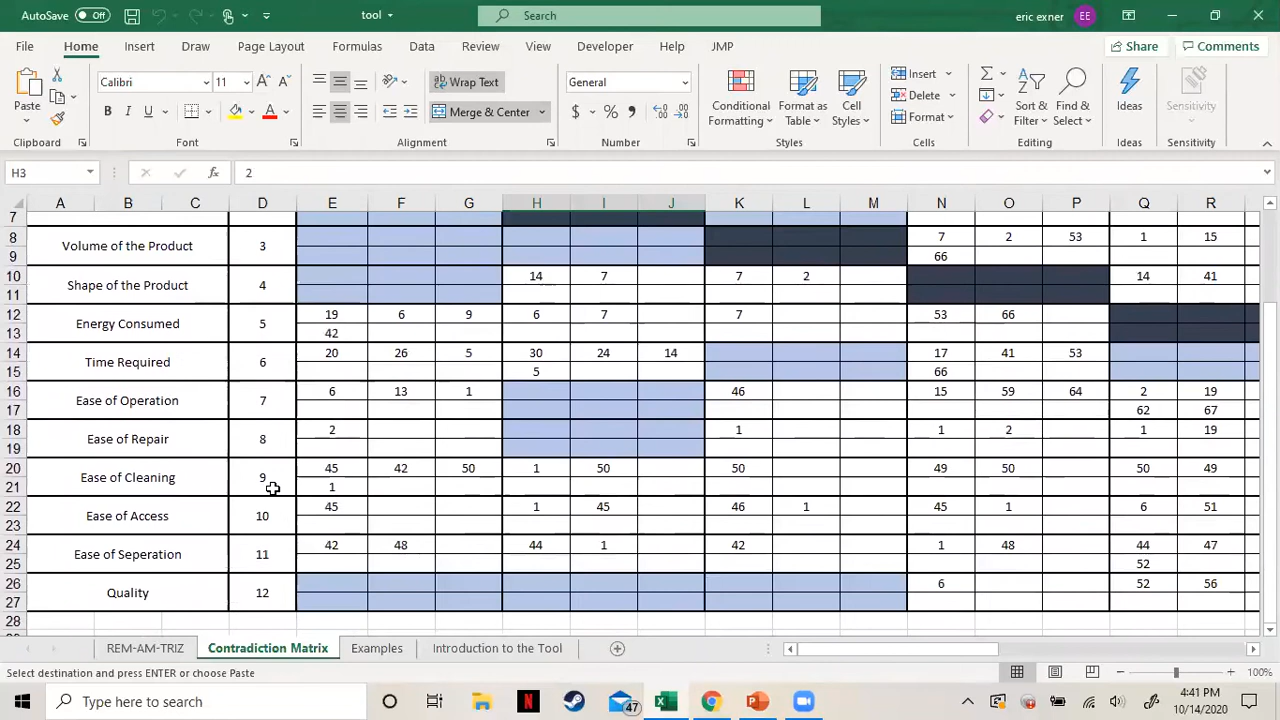 AutoSave Off tool Search eric exner EE
File Home Insert Draw Page Layout Formulas Data Review View Developer Help JMP Share Comments
Paste Calibri 11 A A Wrap Text General Conditional Formatting Format as Table Cell Styles Insert Delete Format Sort & Filter Find & Select Ideas Sensitivity
B I U Merge & Center $ % 9
Clipboard Font Alignment Number Styles Cells Editing Ideas Sensitivity
H3 fx 2
A B C D E F G H I J K L M N O P Q R
7
8 Volume of the Product 3 7 2 53 1 15
9 66
10 Shape of the Product 4 14 7 7 2 14 41
11
12 Energy Consumed 5 19 6 9 6 7 7 53 66
13 42
14 Time Required 6 20 26 5 30 24 14 17 41 53
15 5 66
16 Ease of Operation 7 6 13 1 46 15 59 64 2 19
17 62 67
18 Ease of Repair 8 2 1 1 2 1 19
19
20 Ease of Cleaning 9 45 42 50 1 50 50 49 50 50 49
21 1
22 Ease of Access 10 45 1 45 46 1 45 1 6 51
23
24 Ease of Seperation 11 42 48 44 1 42 1 48 44 47
25 52
26 Quality 12 6 52 56
27
28
REM-AM-TRIZ Contradiction Matrix Examples Introduction to the Tool
Select destination and press ENTER or choose Paste 100%
Type here to search 47 4:41 PM
10/14/2020